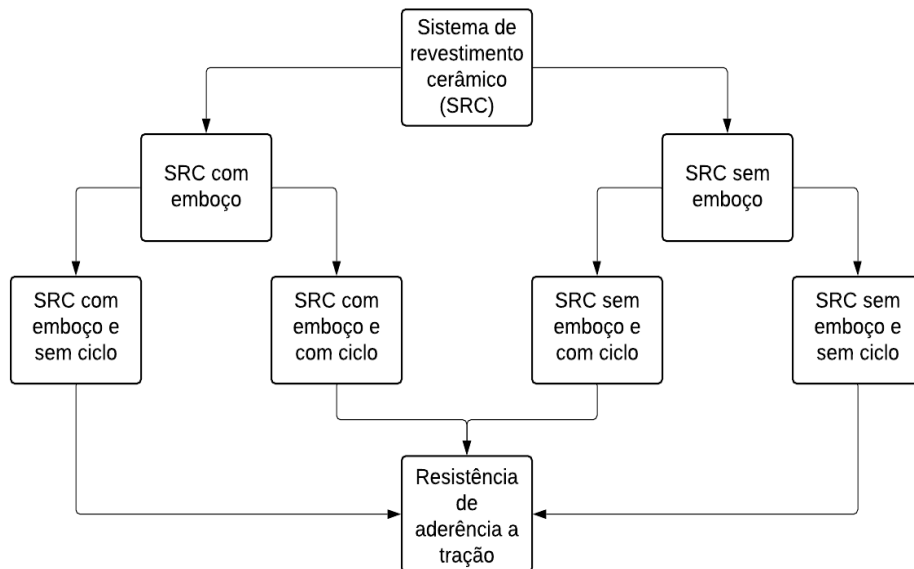 Sistema de
revestimento
cerâmico
(SRC)
SRC com
emboço
SRC sem
emboço
SRC com
emboço e
sem ciclo
SRC com
emboço e
com ciclo
SRC sem
emboço e
com ciclo
SRC sem
emboço e
sem ciclo
Resistência
de
aderência a
tração